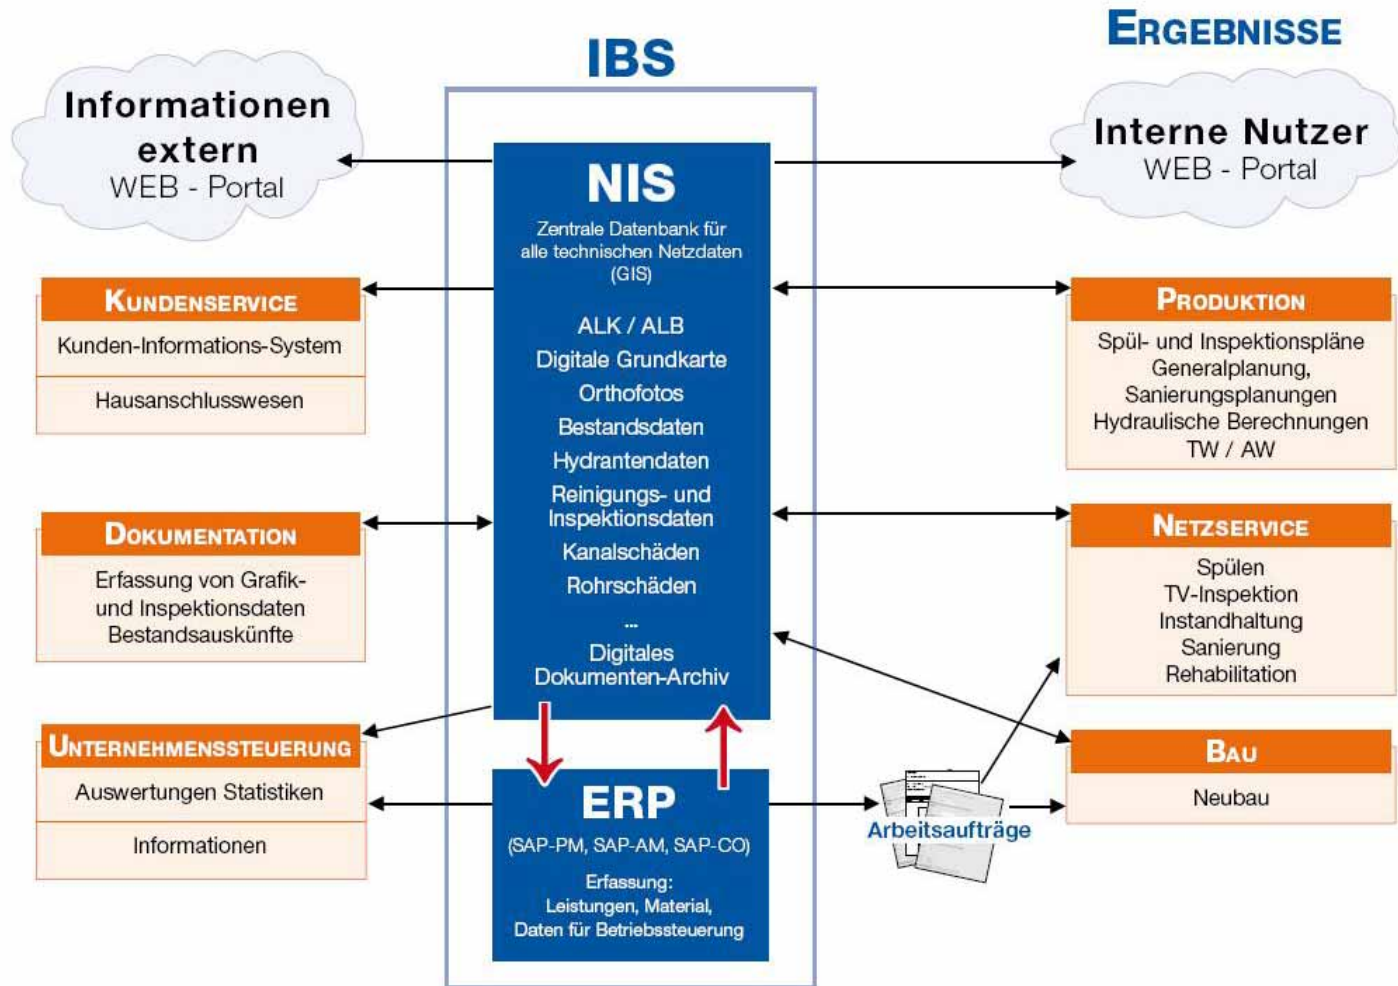 ERGEBNISSE
IBS
Informationen
extern
WEB - Portal
Interne Nutzer
WEB - Portal
NIS
Zentrale Datenbank für
alle technischen Netzdaten
(GIS)
ALK / ALB
Digitale Grundkarte
Orthofotos
Bestandsdaten
Hydrantendaten
Reinigungs- und
Inspektionsdaten
Kanalschäden
Rohrschäden
...
Digitales
Dokumenten-Archiv
KUNDENSERVICE
Kunden-Informations-System
Hausanschlusswesen
DOKUMENTATION
Erfassung von Grafik-
und Inspektionsdaten
Bestandsauskünfte
UNTERNEHMENSSTEUERUNG
Auswertungen Statistiken
Informationen
ERP
(SAP-PM, SAP-AM, SAP-CO)
Erfassung:
Leistungen, Material,
Daten für Betriebssteuerung
PRODUKTION
Spül- und Inspektionspläne
Generalplanung,
Sanierungsplanungen
Hydraulische Berechnungen
TW / AW
NETZSERVICE
Spülen
TV-Inspektion
Instandhaltung
Sanierung
Rehabilitation
BAU
Neubau
Arbeitsaufträge